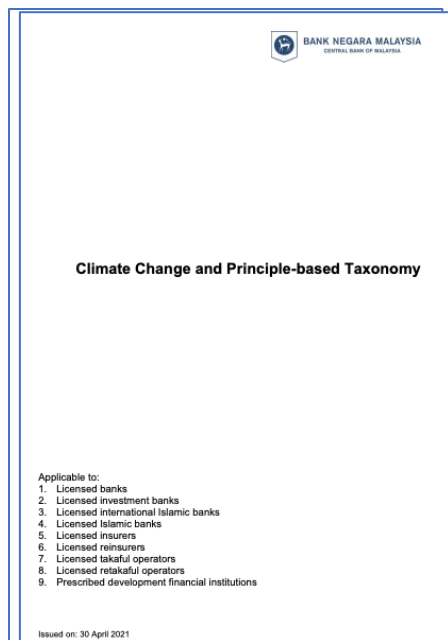 BANK NEGARA MALAYSIA
CENTRAL BANK OF MALAYSIA
Climate Change and Principle-based Taxonomy
Applicable to:
1. Licensed banks
2. Licensed investment banks
3. Licensed international Islamic banks
4. Licensed Islamic banks
5. Licensed insurers
6. Licensed reinsurers
7. Licensed takaful operators
8. Licensed retakaful operators
9. Prescribed development financial institutions
Issued on: 30 April 2021